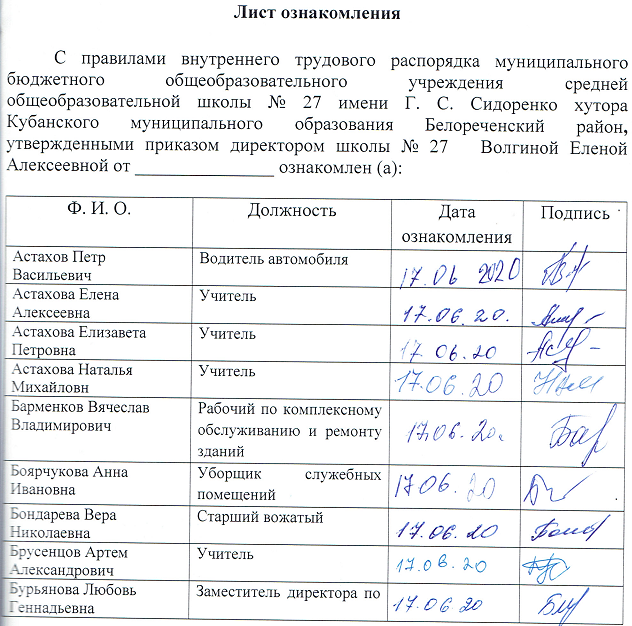 Лист ознакомления
С правилами внутреннего трудового распорядка муниципального
бюджетного общеобразовательного учреждения средней
общеобразовательной школы № 27 имени Г. С. Сидоренко хутора
Кубанского муниципального образования Белореченский район,
утвержденными приказом директором школы № 27 Волгиной Еленой
Алексеевной от ________________ ознакомлен (а):
Ф. И. О. Должность Дата ознакомления Подпись
Астахов Петр Васильевич Водитель автомобиля 17.06 2020
Астахова Елена Алексеевна Учитель 17.06.20.
Астахова Елизавета Петровна Учитель 17 06.20
Астахова Наталья Михайловн Учитель 17.06.20
Барменков Вячеслав Владимирович Рабочий по комплексному обслуживанию и ремонту зданий 17.06.20. Бар
Боярчукова Анна Ивановна Уборщик служебных помещений 17.06.20
Бондарева Вера Николаевна Старший вожатый 17.06.20
Брусенцов Артем Александрович Учитель 17.06.20
Бурьянова Любовь Геннадьевна Заместитель директора по 17.06.20